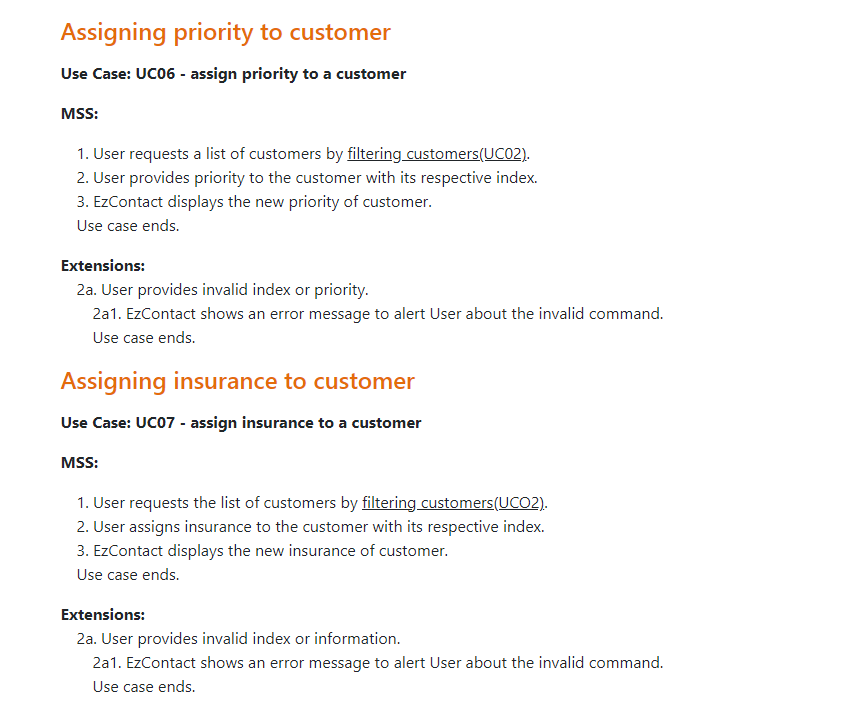 Assigning priority to customer
Use Case: UC06 - assign priority to a customer
MSS:
1. User requests a list of customers by filtering customers(UC02).
2. User provides priority to the customer with its respective index.
3. EzContact displays the new priority of customer.
Use case ends.
Extensions:
2a. User provides invalid index or priority.
2a1. EzContact shows an error message to alert User about the invalid command.
Use case ends.
Assigning insurance to customer
Use Case: UC07 - assign insurance to a customer
MSS:
1. User requests the list of customers by filtering customers(UCO2).
2. User assigns insurance to the customer with its respective index.
3. EzContact displays the new insurance of customer.
Use case ends.
Extensions:
2a. User provides invalid index or information.
2a1. EzContact shows an error message to alert User about the invalid command.
Use case ends.